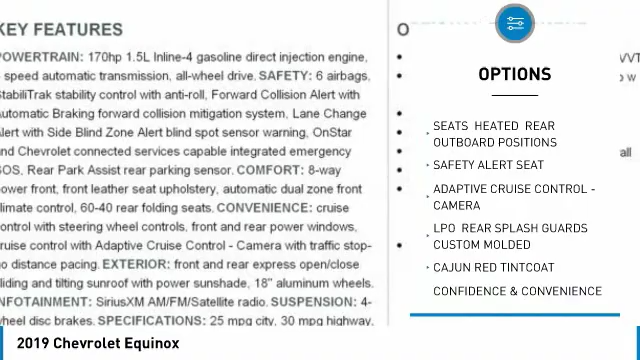 KEY FEATURES
POWERTRAIN: 170hp 1.5L Inline-4 gasoline direct injection engine,
speed automatic transmission, all-wheel drive. SAFETY: 6 airbags,
StabiliTrak stability control with anti-roll, Forward Collision Alert with
Automatic Braking forward collision mitigation system, Lane Change
Alert with Side Blind Zone Alert blind spot sensor warning, OnStar
and Chevrolet connected services capable integrated emergency
SOS, Rear Park Assist rear parking sensor. COMFORT: 8-way
power front, front leather seat upholstery, automatic dual zone front
climate control, 60-40 rear folding seats. CONVENIENCE: cruise
control with steering wheel controls, front and rear power windows,
cruise control with Adaptive Cruise Control - Camera with traffic stop-
go distance pacing. EXTERIOR: front and rear express open/close
sliding and tilting sunroof with power sunshade, 18" aluminum wheels.
INFOTAINMENT: SiriusXM AM/FM/Satellite radio. SUSPENSION: 4-
wheel disc brakes. SPECIFICATIONS: 25 mpg city, 30 mpg highway,
O
VVT
w
all
OPTIONS
SEATS HEATED REAR
OUTBOARD POSITIONS
SAFETY ALERT SEAT
ADAPTIVE CRUISE CONTROL -
CAMERA
LPO REAR SPLASH GUARDS
CUSTOM MOLDED
CAJUN RED TINTCOAT
CONFIDENCE & CONVENIENCE
2019 Chevrolet Equinox